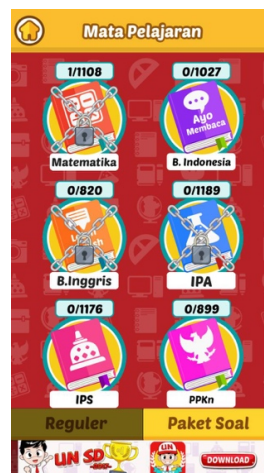 Mata Pelajaran
1/1108
0/1027
Ayo
Membaca
Matematika
B. Indonesia
0/820
0/1189
B.Inggris
IPA
0/1176
0/899
IPS
PPKn
Reguler
Paket Soal
UN SD
UN
DOWNLOAD